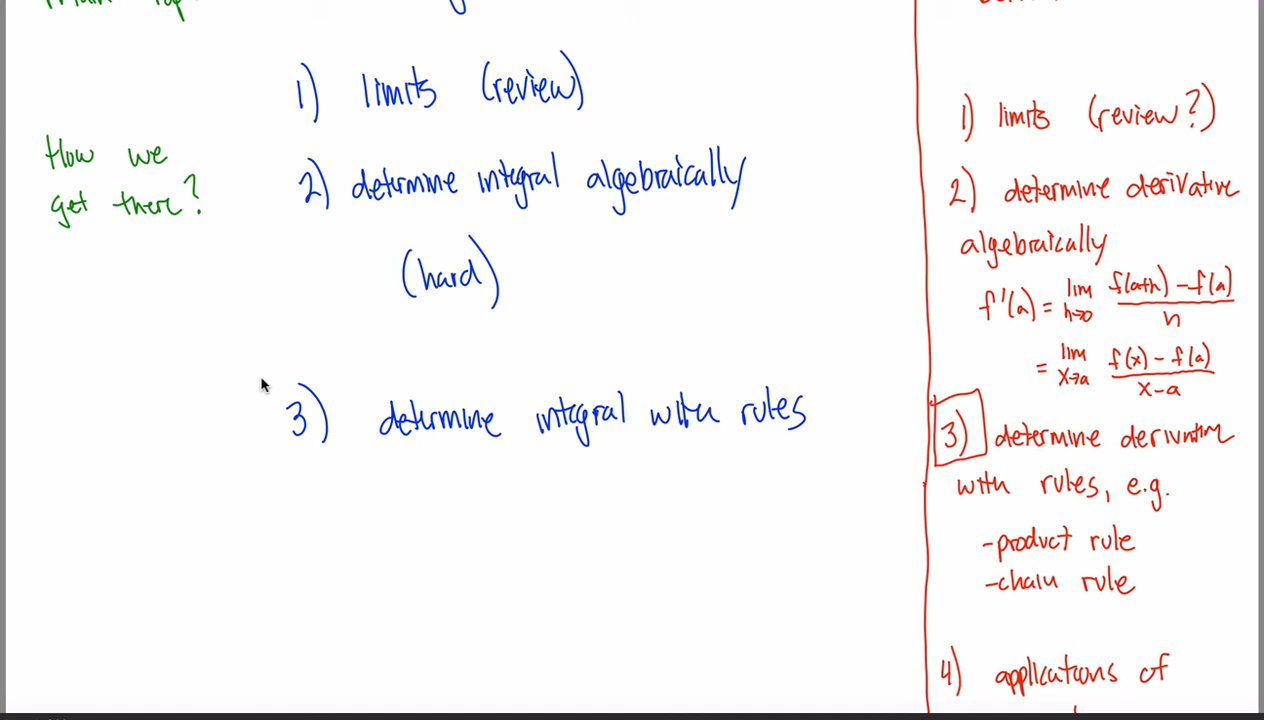 How we
get there?
1) limits (review)
2) determine integral algebraically
(hard)
3) determine integral with rules
1) limits (review?)
2) determine derivative
algebraically
f'(a) = lim h→0 f(a+h) - f(a) / h
= lim x→a f(x) - f(a) / x-a
3) determine derivative
with rules, e.g.
-product rule
-chain rule
4) applications of